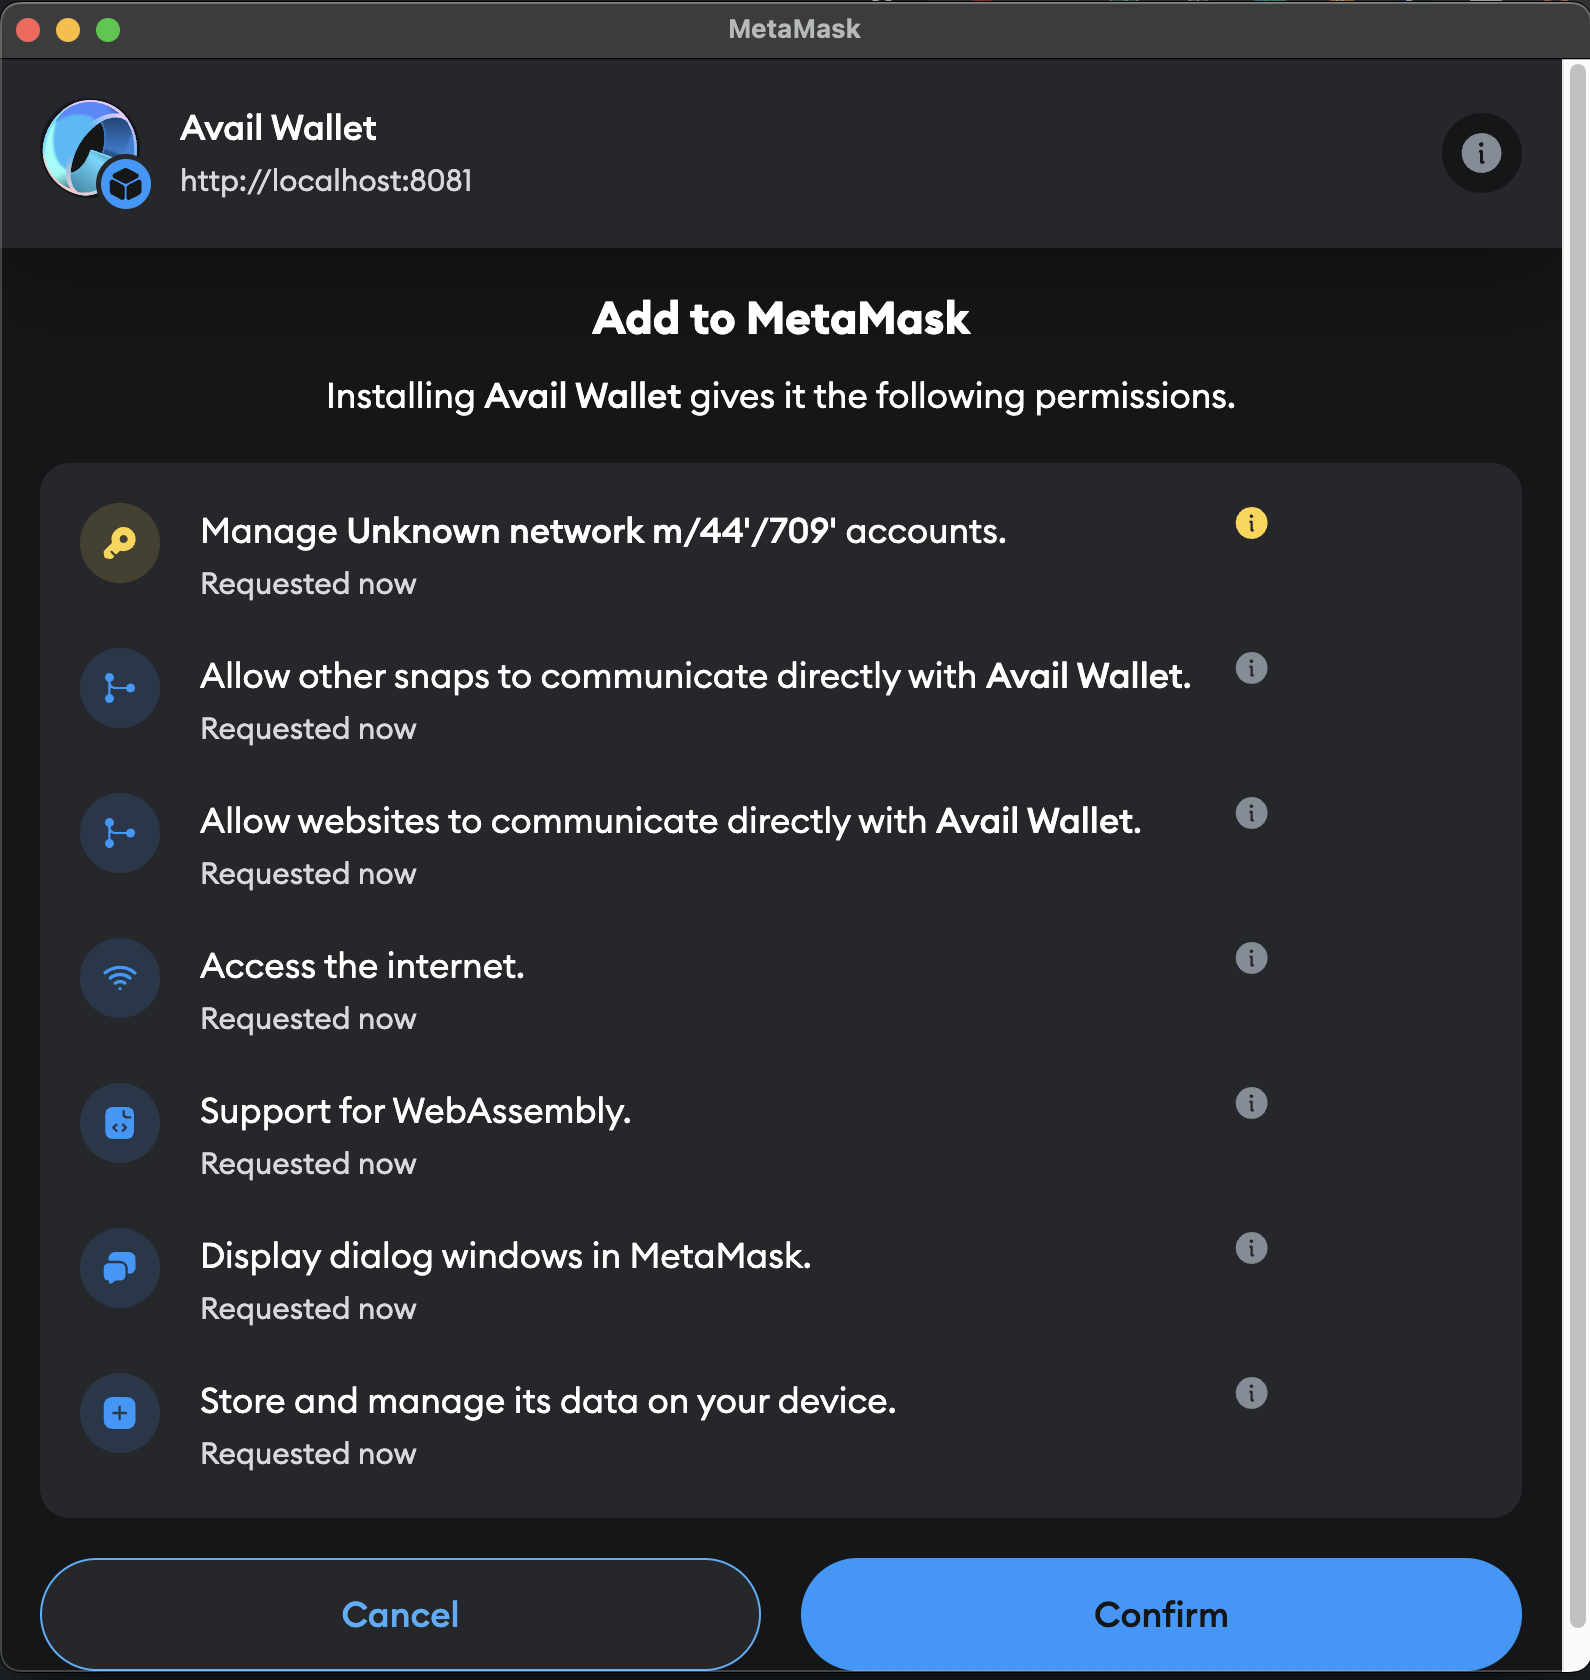 MetaMask
Avail Wallet
http://localhost:8081
Add to MetaMask
Installing Avail Wallet gives it the following permissions.
Manage Unknown network m/44'/709' accounts.
Requested now
Allow other snaps to communicate directly with Avail Wallet.
Requested now
Allow websites to communicate directly with Avail Wallet.
Requested now
Access the internet.
Requested now
Support for WebAssembly.
Requested now
Display dialog windows in MetaMask.
Requested now
Store and manage its data on your device.
Requested now
Cancel
Confirm